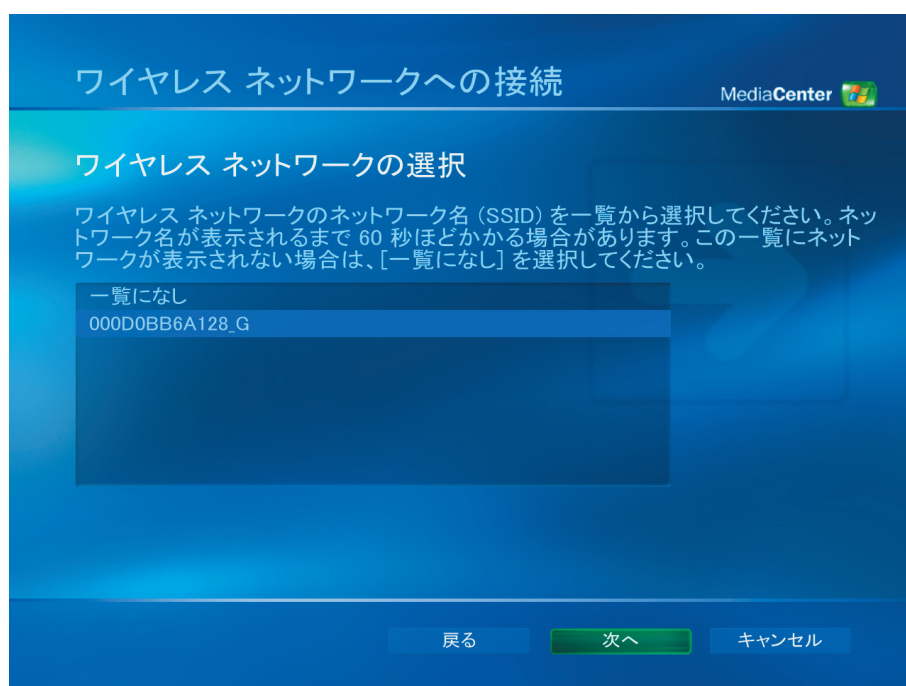 ワイヤレス ネットワークへの接続
MediaCenter
ワイヤレス ネットワークの選択
ワイヤレス ネットワークのネットワーク名 (SSID) を一覧から選択してください。ネッ
トワーク名が表示されるまで 60 秒ほどかかる場合があります。この一覧にネット
ワークが表示されない場合は、[一覧になし] を選択してください。
一覧になし
000D0BB6A128_G
戻る
次へ
キャンセル